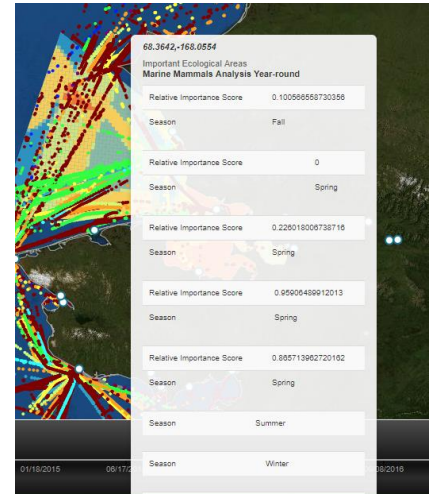 68.3642,-168.0554
Important Ecological Areas
Marine Mammals Analysis Year-round
Relative Importance Score 0.100566558730356
Season Fall
Relative Importance Score 0
Season Spring
Relative Importance Score 0.226018006738716
Season Spring
Relative Importance Score 0.95906489912013
Season Spring
Relative Importance Score 0.865713962720162
Season Spring
Season Summer
Season Winter
01/18/2015 06/17/2 08/2016